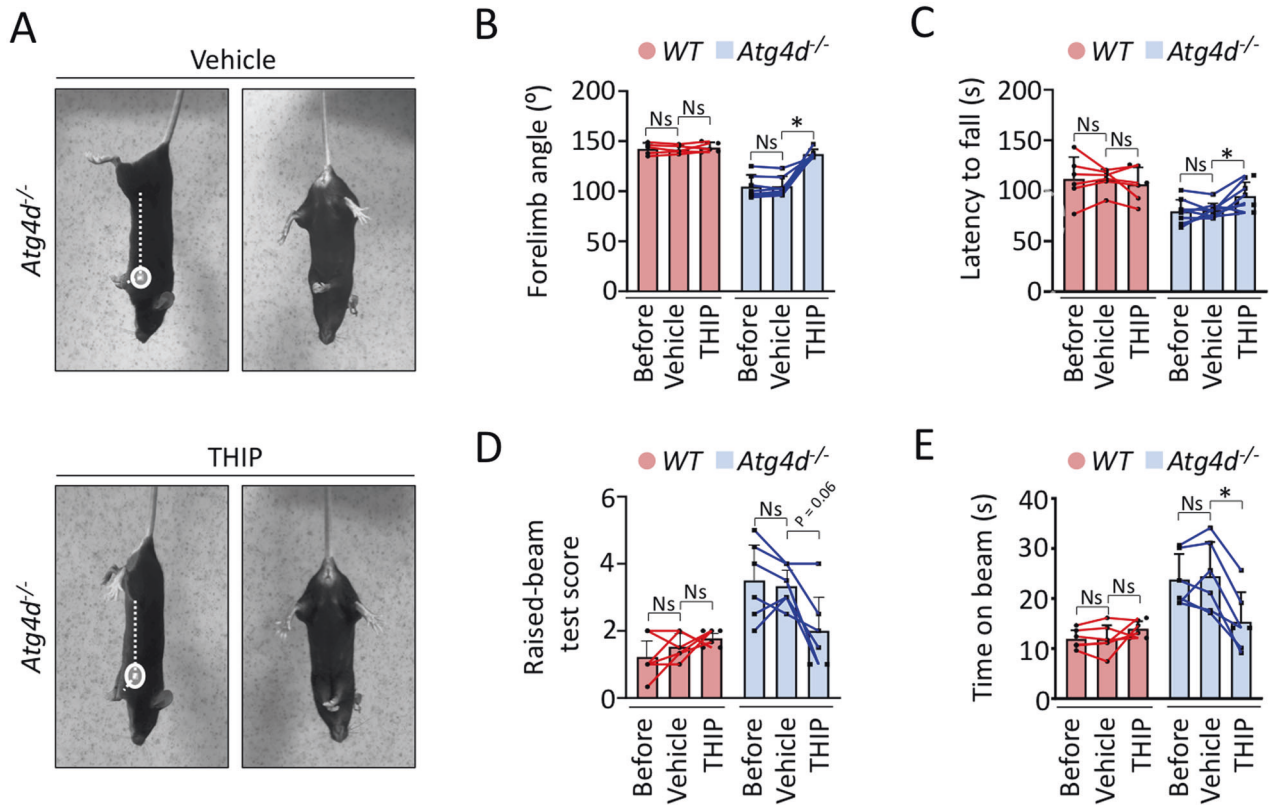 A
Vehicle
Atg4d-/-
THIP
Atg4d-/-
B
WT Atg4d-/-
Forelimb angle (º)
200
150
100
50
0
Ns Ns Ns *
Before Vehicle THIP Before Vehicle THIP
C
WT Atg4d-/-
Latency to fall (s)
200
150
100
50
0
Ns Ns Ns *
Before Vehicle THIP Before Vehicle THIP
D
WT Atg4d-/-
Raised-beam
test score
6
4
2
0
Ns Ns Ns P = 0.06
Before Vehicle THIP Before Vehicle THIP
E
WT Atg4d-/-
Time on beam (s)
40
30
20
10
0
Ns Ns Ns *
Before Vehicle THIP Before Vehicle THIP